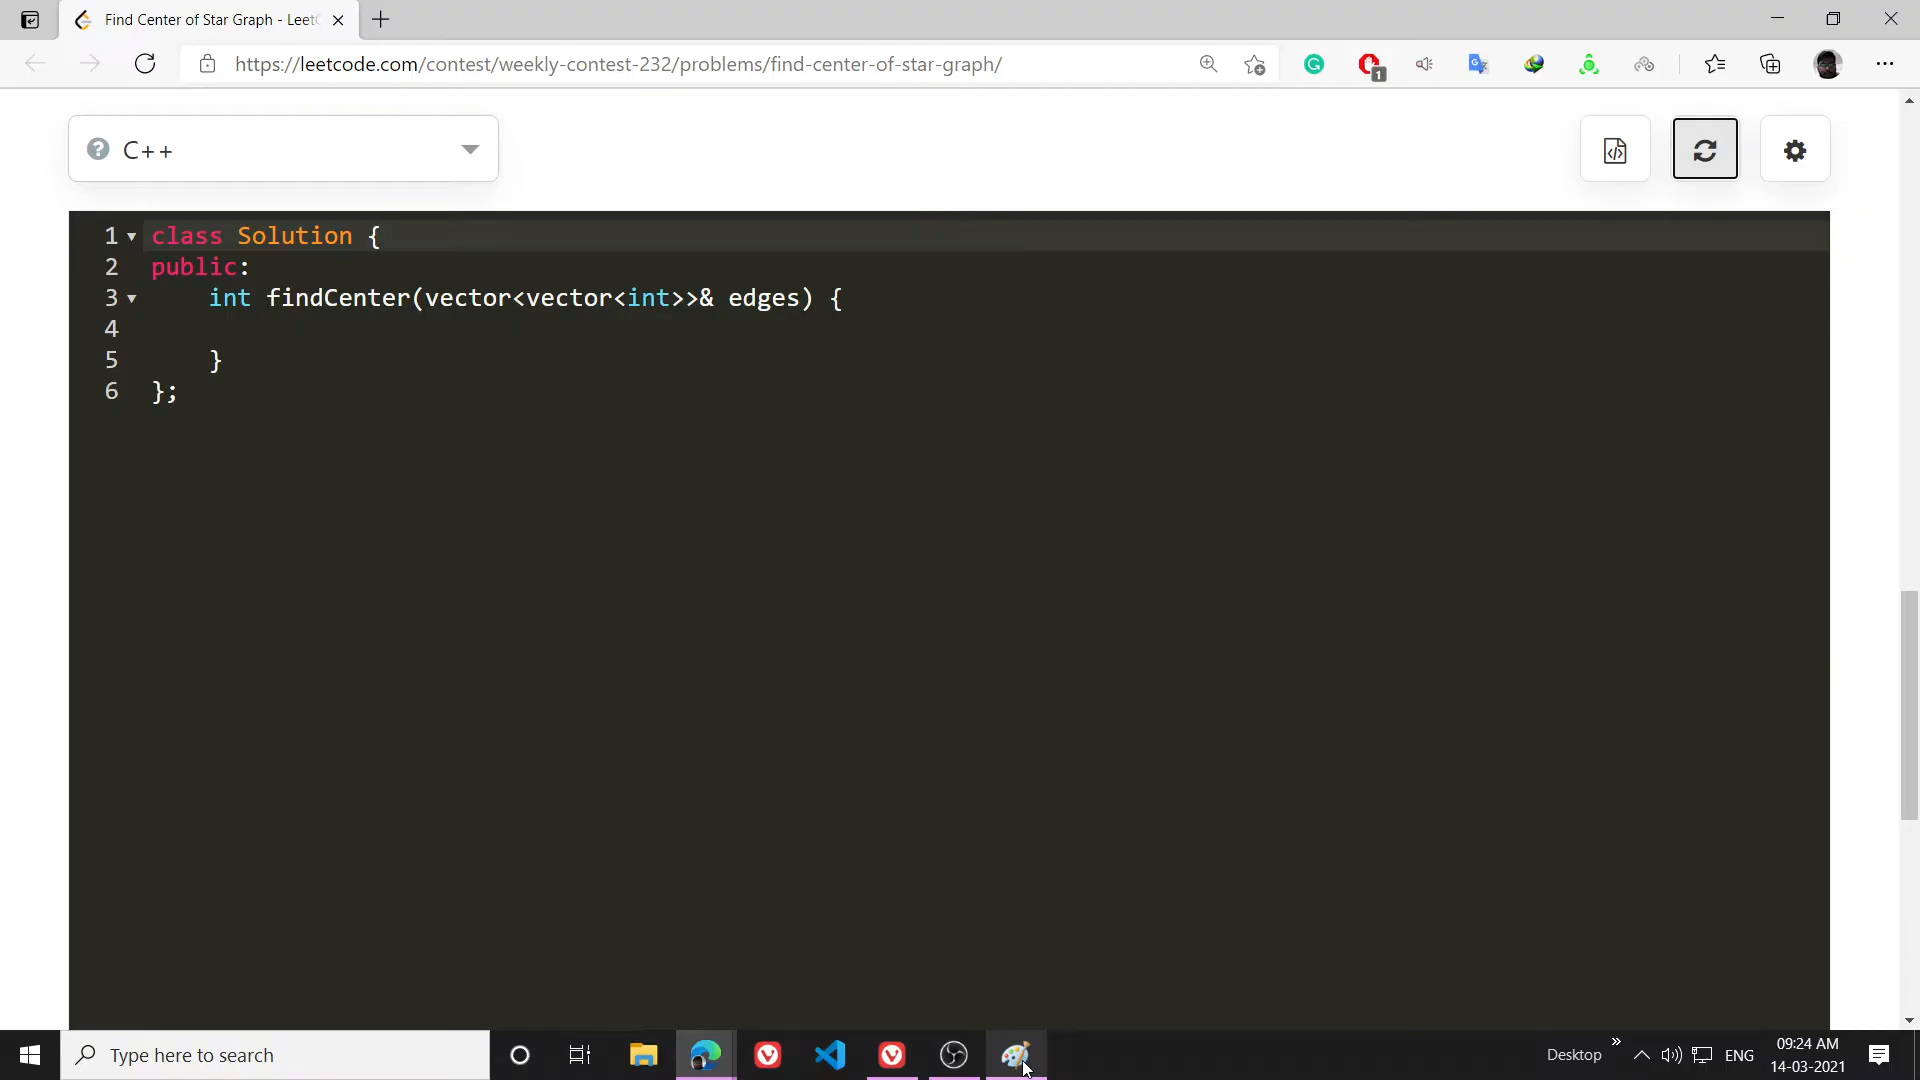 Find Center of Star Graph - Leet
https://leetcode.com/contest/weekly-contest-232/problems/find-center-of-star-graph/
1
C++
1 class Solution {
2 public:
3 int findCenter(vector<vector<int>>& edges) {
4
5 }
6 };
Type here to search
Desktop
ENG
09:24 AM
14-03-2021